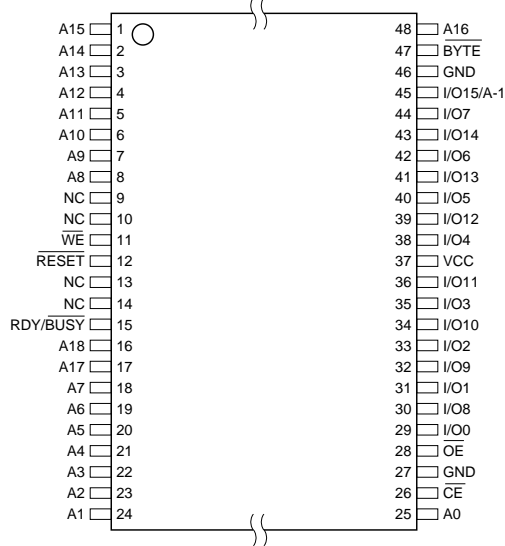 A15 1 48 A16
A14 2 47 BYTE
A13 3 46 GND
A12 4 45 I/O15/A-1
A11 5 44 I/O7
A10 6 43 I/O14
A9 7 42 I/O6
A8 8 41 I/O13
NC 9 40 I/O5
NC 10 39 I/O12
WE 11 38 I/O4
RESET 12 37 VCC
NC 13 36 I/O11
NC 14 35 I/O3
RDY/BUSY 15 34 I/O10
A18 16 33 I/O2
A17 17 32 I/O9
A7 18 31 I/O1
A6 19 30 I/O8
A5 20 29 I/O0
A4 21 28 OE
A3 22 27 GND
A2 23 26 CE
A1 24 25 A0